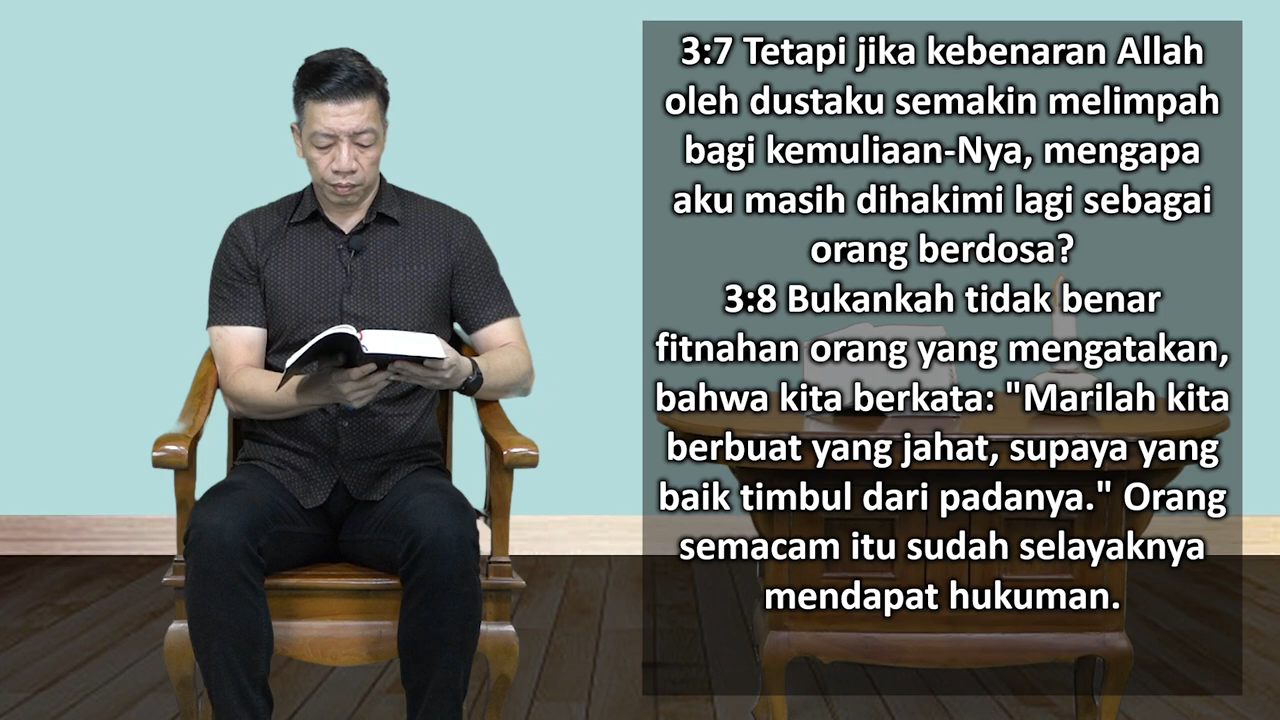 3:7 Tetapi jika kebenaran Allah
oleh dustaku semakin melimpah
bagi kemuliaan-Nya, mengapa
aku masih dihakimi lagi sebagai
orang berdosa?
3:8 Bukankah tidak benar
fitnahan orang yang mengatakan,
bahwa kita berkata: "Marilah kita
berbuat yang jahat, supaya yang
baik timbul dari padanya." Orang
semacam itu sudah selayaknya
mendapat hukuman.